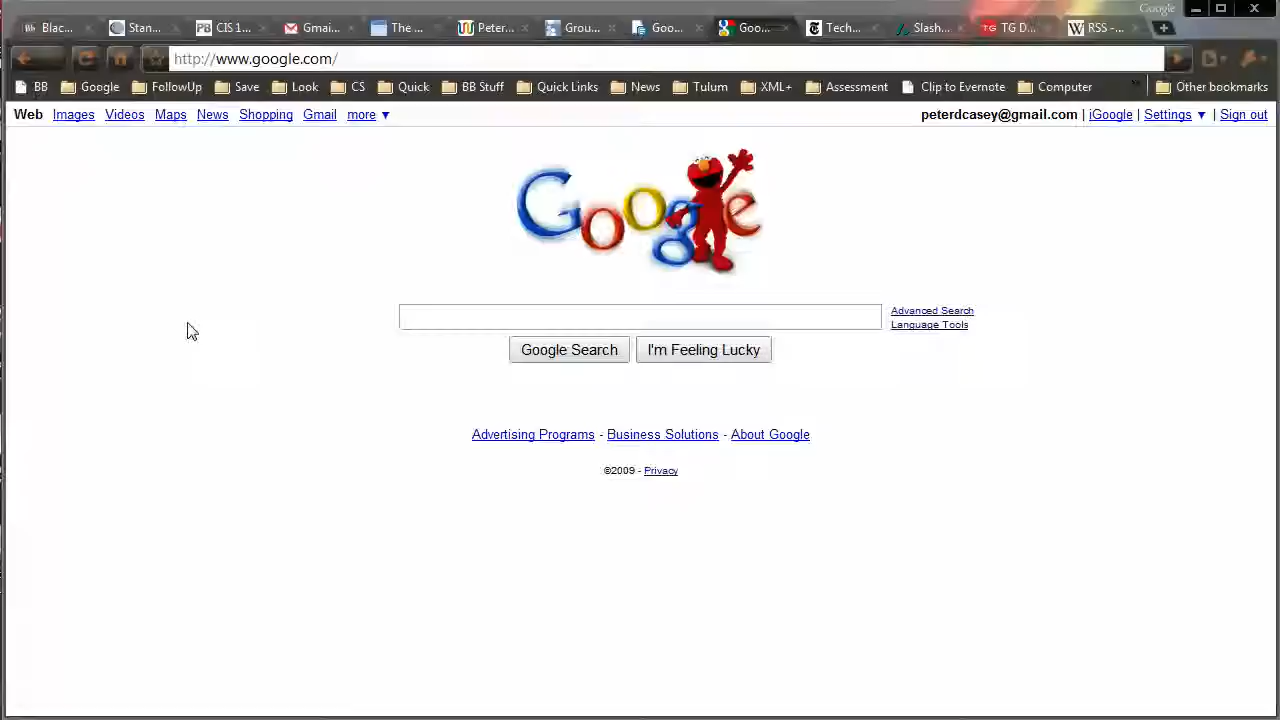 Google
Blac...
Stan...
CIS 1...
Gmai...
The ...
Peter...
Grou...
Goo...
Goo...
Tech...
Slash...
TG D...
RSS -...
http://www.google.com/
BB
Google
FollowUp
Save
Look
CS
Quick
BB Stuff
Quick Links
News
Tulum
XML+
Assessment
Clip to Evernote
Computer
»
Other bookmarks
Web Images Videos Maps News Shopping Gmail more ▼
peterdcasey@gmail.com | iGoogle | Settings ▼ | Sign out
Google
Advanced Search
Language Tools
Google Search
I'm Feeling Lucky
Advertising Programs - Business Solutions - About Google
©2009 - Privacy